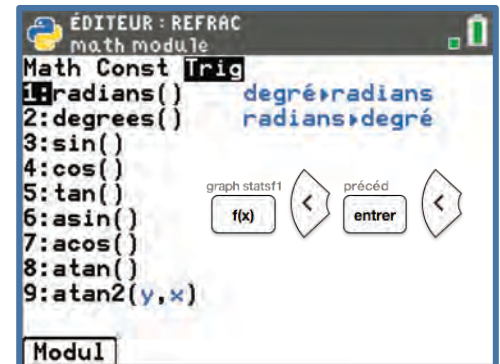 ÉDITEUR : REFRAC
math module
Math Const Trig
1:radians() degré▸radians
2:degrees() radians▸degré
3:sin()
4:cos()
5:tan()
6:asin()
7:acos()
8:atan()
9:atan2(y,x)
graph statsf1 précéd
f(x) < entrer <
Modul